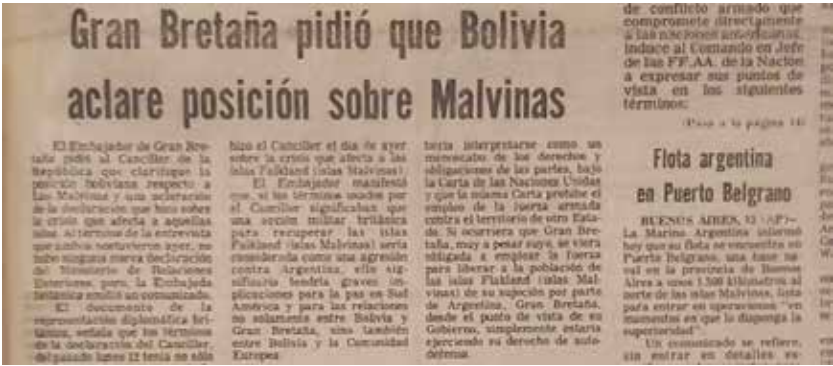 Gran Bretaña pidió que Bolivia
aclare posición sobre Malvinas
El Embajador de Gran Bre-
taña pidió al Canciller de la
República que clarifique la
posición boliviana respecto a
las Malvinas y una aclaración
de la declaración que hizo sobre
la crisis que afecta a aquellas
islas. Al término de la entrevista
que ambos sostuvieron ayer, no
hubo ninguna nueva declaración
del Ministerio de Relaciones
Exteriores, pero, la Embajada
británica emitió un comunicado.
El documento de la
representación diplomática bri-
tánica, señala que los términos
de la declaración del Canciller,
del pasado lunes 12 tenía no sólo
hizo el Canciller el día de ayer
sobre la crisis que afecta a las
islas Falkland (islas Malvinas).
El Embajador manifestó
que, si los términos usados por
el Canciller significaban que
una acción militar británica
para recuperar las islas
Falkland (islas Malvinas) sería
considerada como una agresión
contra Argentina, ello sig-
nificaría tendría graves im-
plicaciones para la paz en Sud
América y para las relaciones
no solamente entre Bolivia y
Gran Bretaña, sino también
entre Bolivia y la Comunidad
Europea.
tería interpretarse como un
menoscabo de los derechos y
obligaciones de las partes, bajo
la Carta de las Naciones Unidas
y que la misma Carta prohíbe el
empleo de la fuerza armada
contra el territorio de otro Esta-
do. Si ocurriera que Gran Bre-
taña, muy a pesar suyo, se viera
obligada a emplear la fuerza
para liberar a la población de
las islas Flakland (islas Mal-
vinas) de su sujeción por parte
de Argentina, Gran Bretaña,
desde el punto de vista de su
Gobierno, simplemente estaría
ejerciendo su derecho de auto-
defensa.
de conflicto armado que
compromete directamente
a las naciones americanas,
induce al Comando en Jefe
de las FF.AA. de la Nación
a expresar sus puntos de
vista en los siguientes
términos:
(Pasa a la página 14)
Flota argentina
en Puerto Belgrano
BUENOS AIRES, 13 (AP)—
La Marina Argentina informó
hoy que su flota se encuentra en
Puerto Belgrano, una base na-
val en la provincia de Buenos
Aires a unos 1.500 kilómetros al
norte de las islas Malvinas, lista
para entrar en operaciones "en
momentos en que lo disponga la
superioridad".
Un comunicado se refiere,
sin entrar en detalles